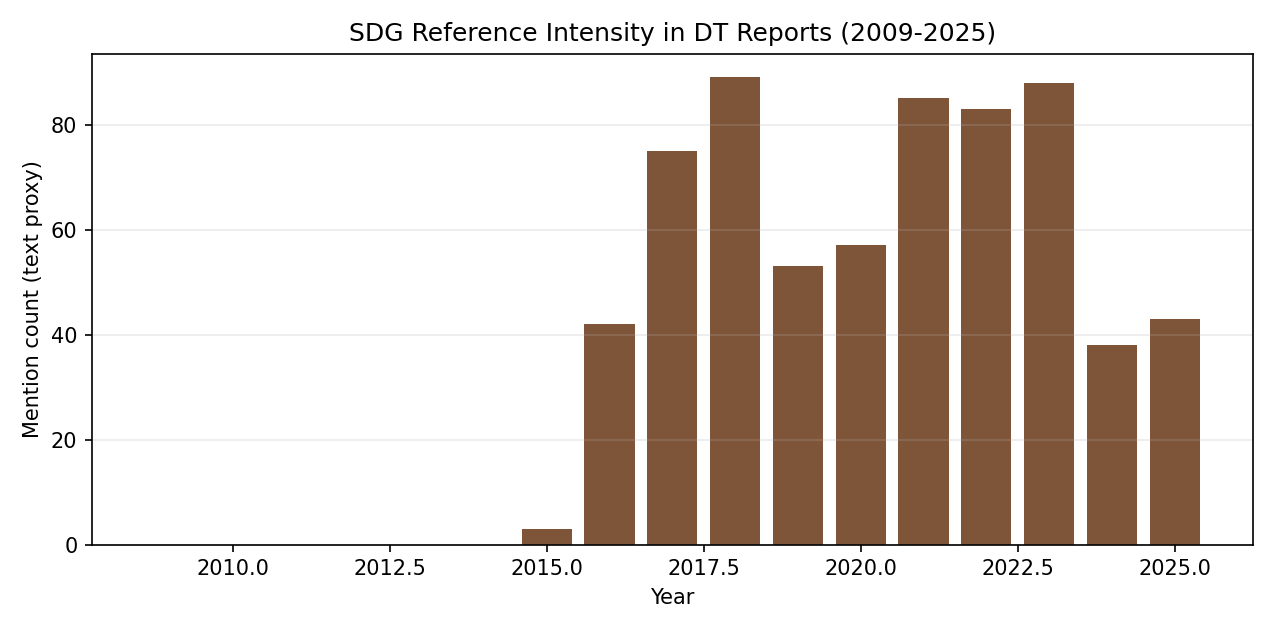 SDG Reference Intensity in DT Reports (2009-2025)
Mention count (text proxy)
80
60
40
20
0
2010.0 2012.5 2015.0 2017.5 2020.0 2022.5 2025.0
Year